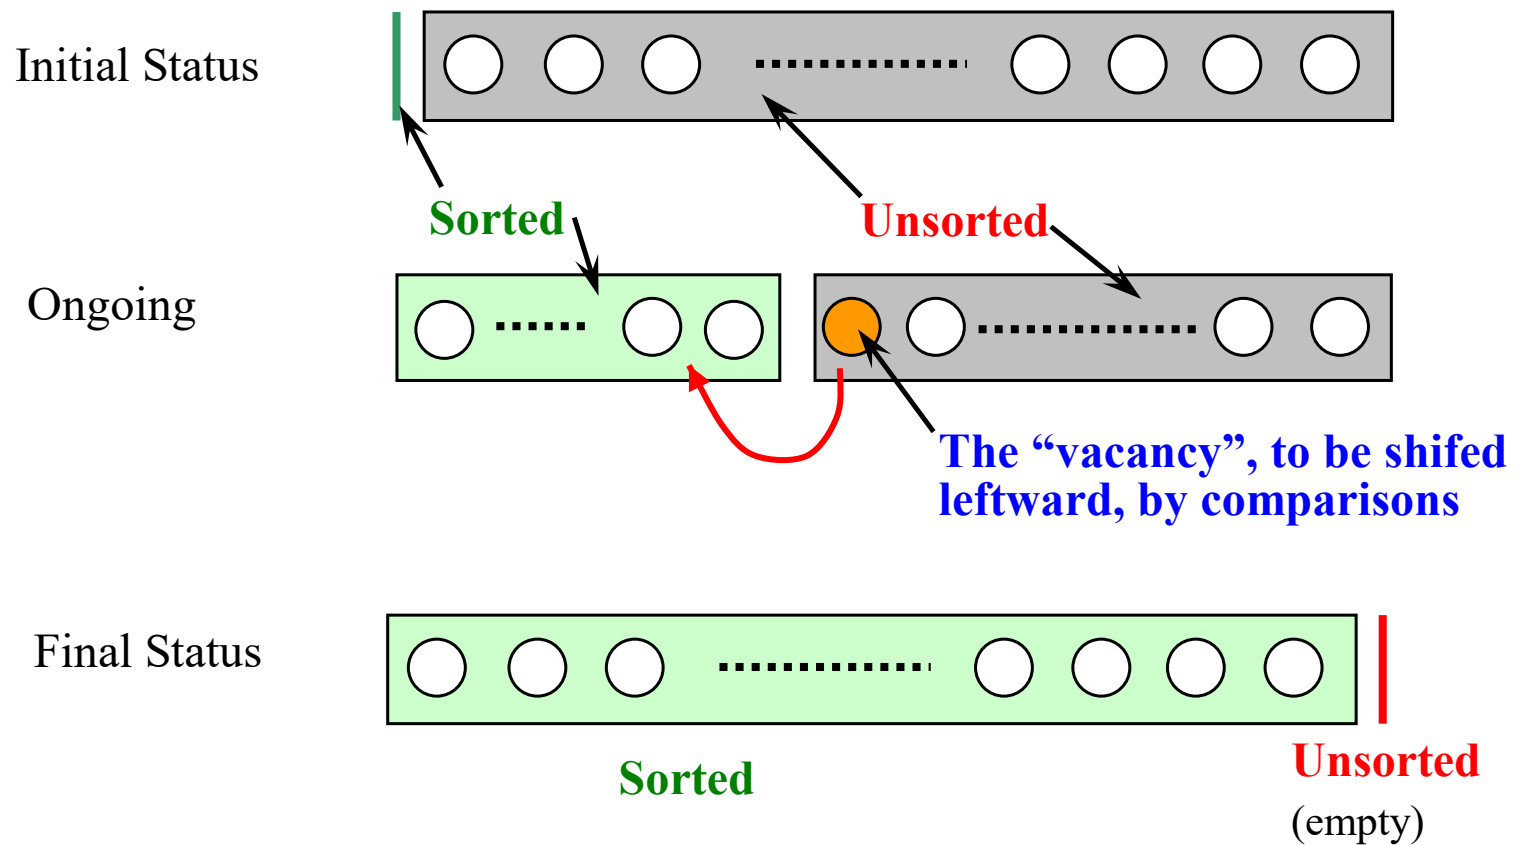 Initial Status
Sorted
Unsorted
Ongoing
The “vacancy”, to be shifed
leftward, by comparisons
Final Status
Sorted
Unsorted
(empty)